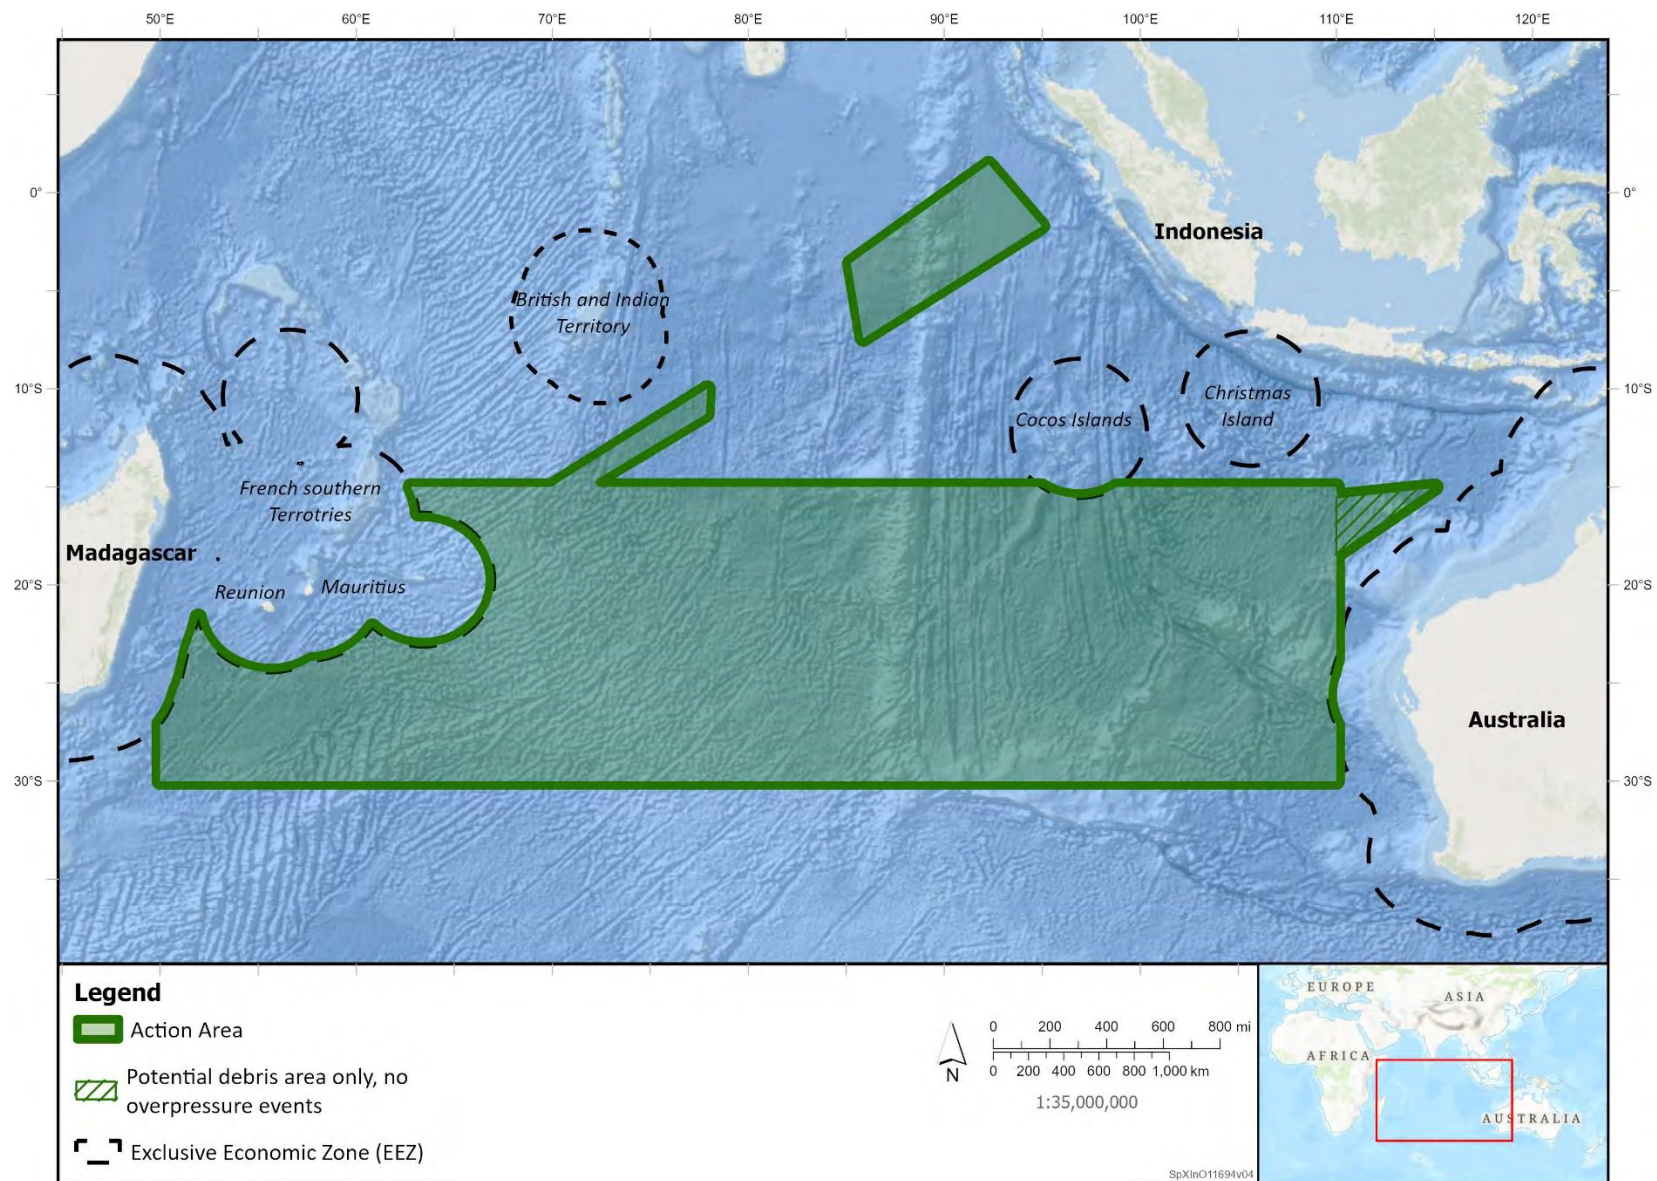 50°E 60°E 70°E 80°E 90°E 100°E 110°E 120°E
0° 0°
Indonesia
British and Indian
Territory
10°S 10°S
Christmas
Island
Cocos Islands
French southern
Terrotries
Madagascar
20°S 20°S
Reunion
Mauritius
Australia
30°S 30°S
Legend
Action Area
Potential debris area only, no
overpressure events
Exclusive Economic Zone (EEZ)
N
0 200 400 600 800 mi
0 200 400 600 800 1,000 km
1:35,000,000
SpXInO11694v04
EUROPE
ASIA
AFRICA
AUSTRALIA